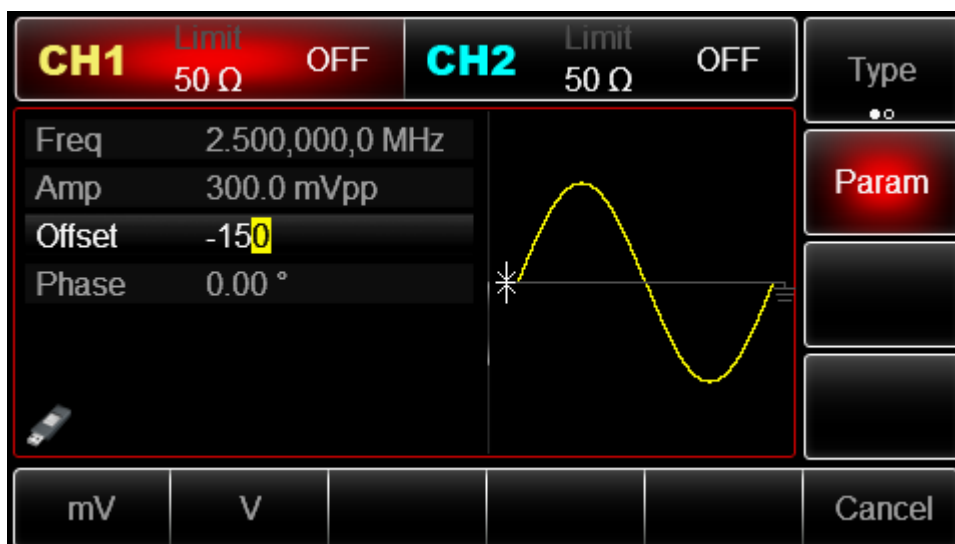 CH1 Limit 50 Ω OFF
CH2 Limit 50 Ω OFF
Type
Freq 2.500,000,0 MHz
Amp 300.0 mVpp
Offset -150
Phase 0.00 °
Param
mV V Cancel